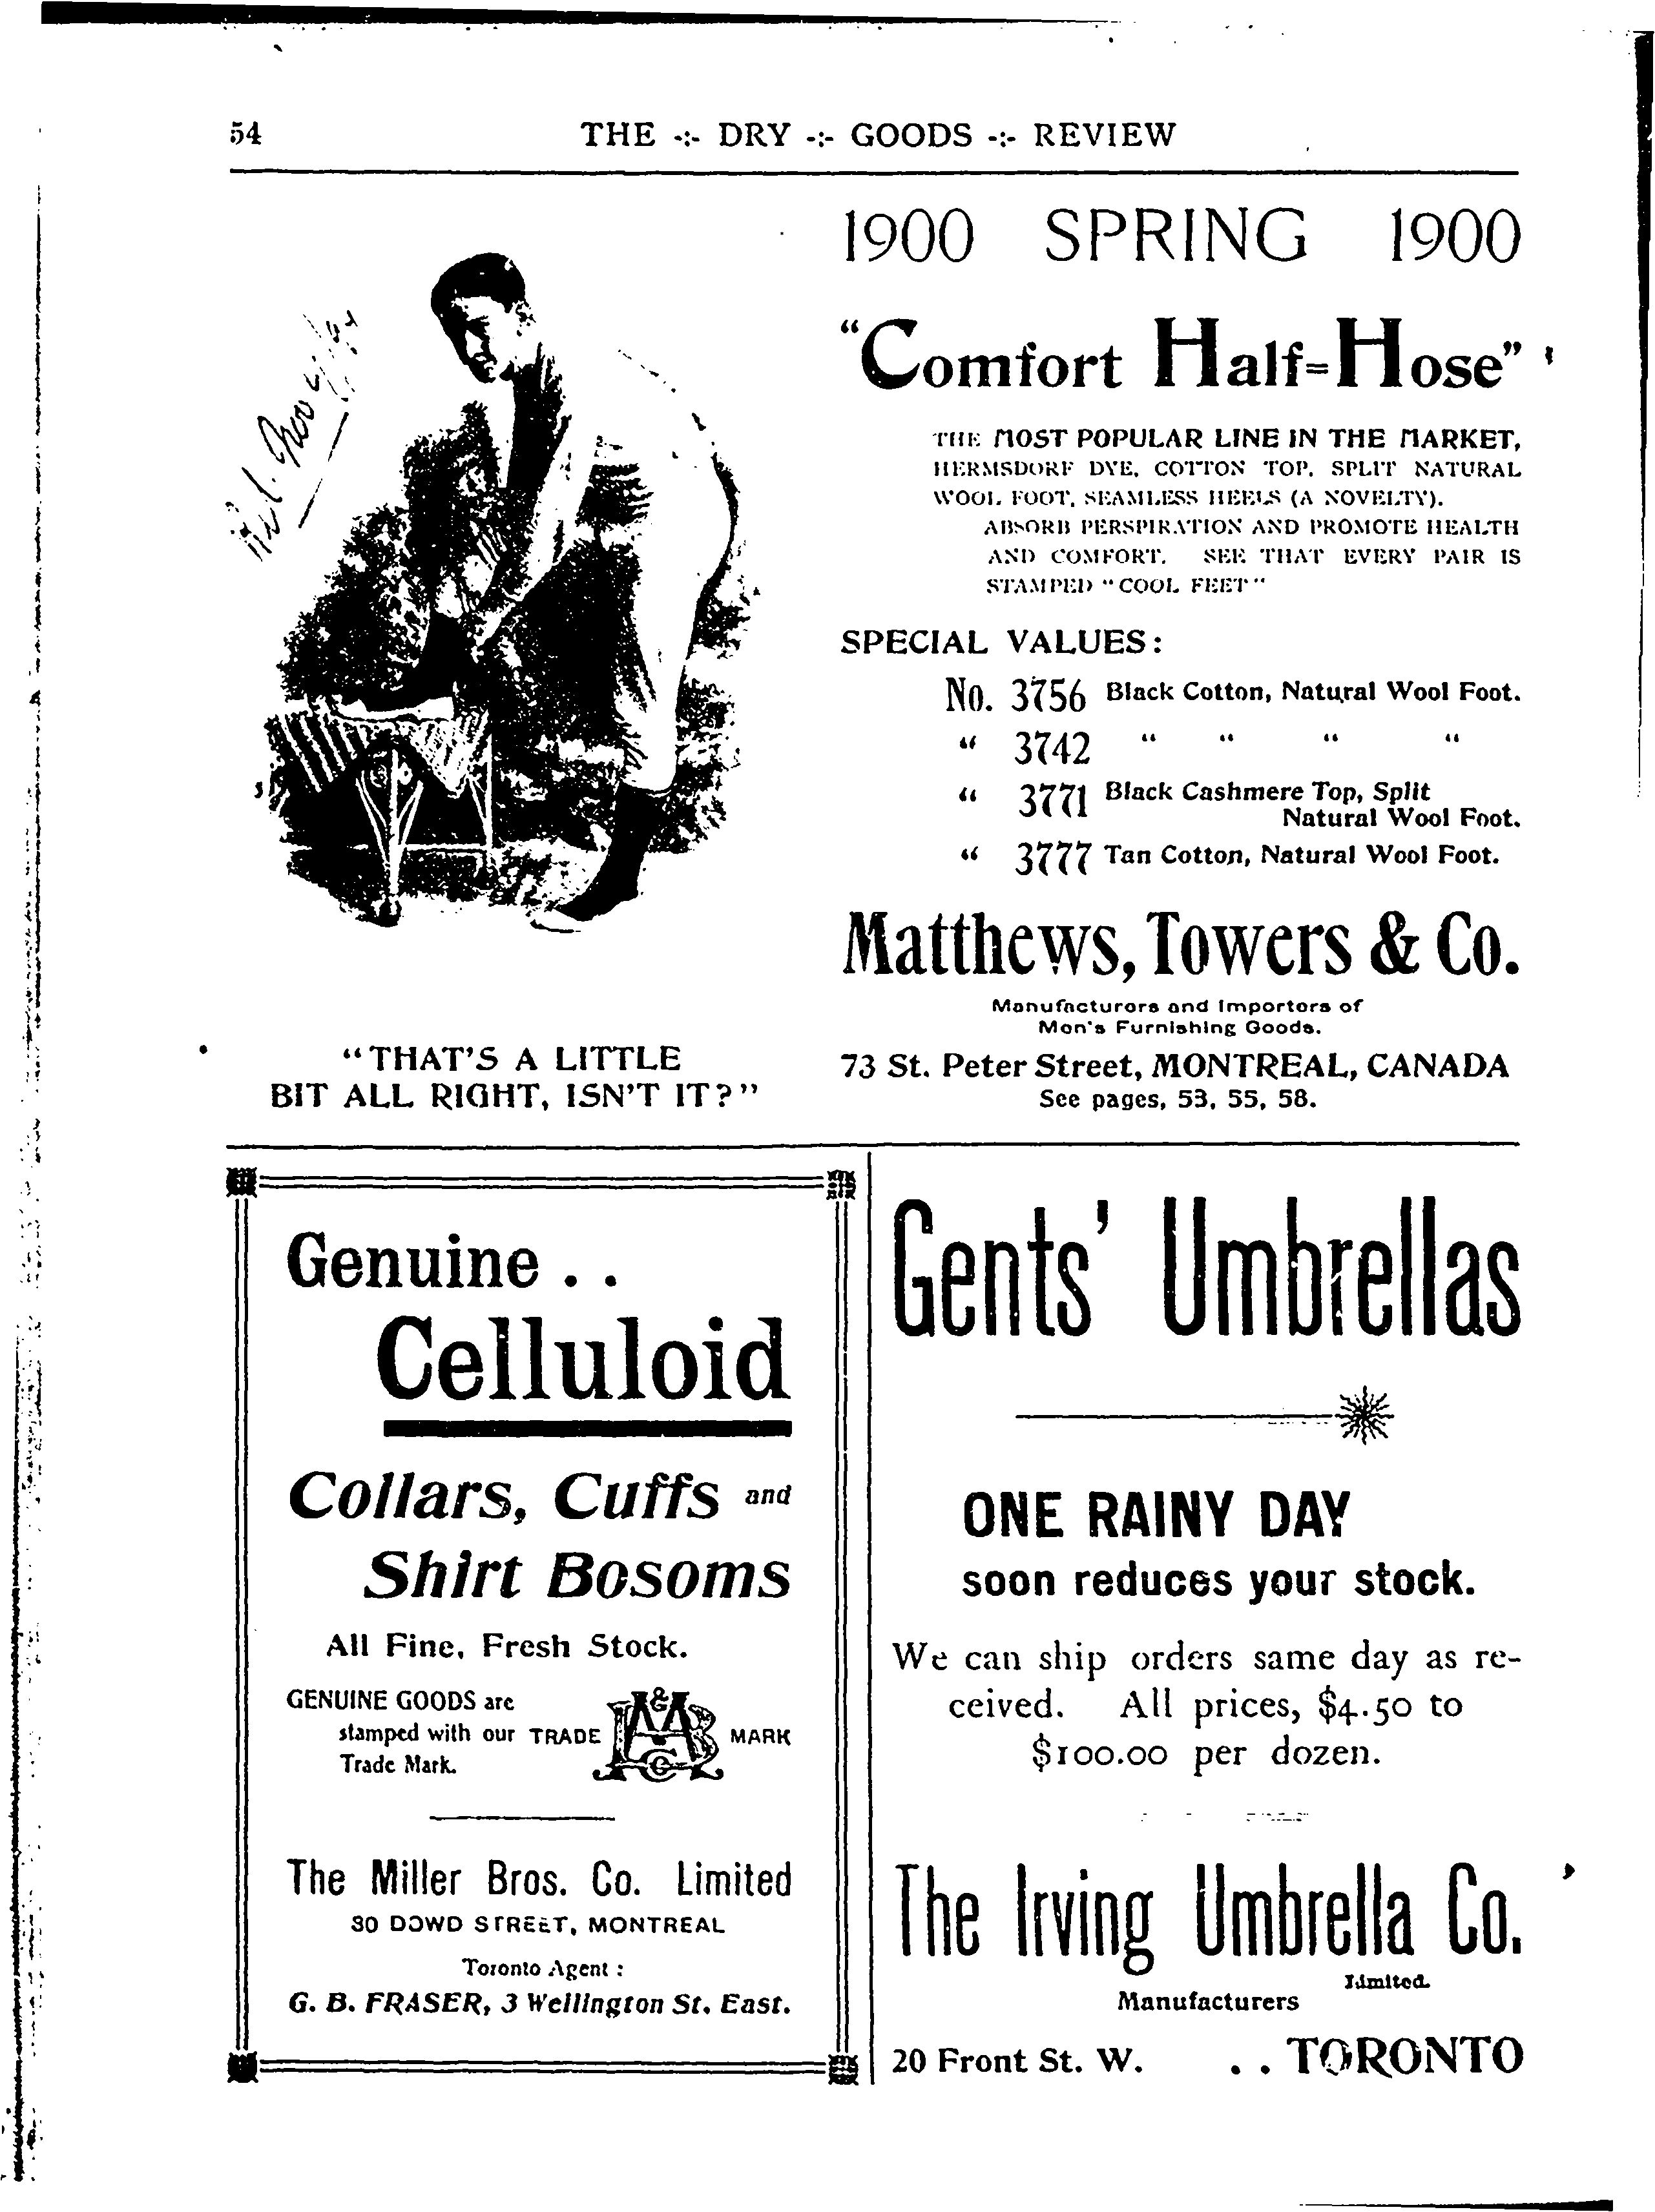 54
THE -:- DRY -:- GOODS -:- REVIEW
1900 SPRING 1900
"Comfort Half=Hose"
THE MOST POPULAR LINE IN THE MARKET,
HERMSDORF DYE, COTTON TOP, SPLIT NATURAL
WOOL FOOT, SEAMLESS HEELS (A NOVELTY).
ABSORB PERSPIRATION AND PROMOTE HEALTH
AND COMFORT. SEE THAT EVERY PAIR IS
STAMPED "COOL FEET"
SPECIAL VALUES:
No. 3756 Black Cotton, Natural Wool Foot.
" 3742 " " " "
" 3771 Black Cashmere Top, Split
Natural Wool Foot.
" 3777 Tan Cotton, Natural Wool Foot.
Matthews, Towers & Co.
Manufacturers and Importers of
Men's Furnishing Goods.
73 St. Peter Street, MONTREAL, CANADA
See pages, 53, 55, 58.
"THAT'S A LITTLE
BIT ALL RIGHT, ISN'T IT?"
Genuine . .
Celluloid
Collars, Cuffs and
Shirt Bosoms
All Fine, Fresh Stock.
GENUINE GOODS are
stamped with our TRADE MARK
Trade Mark.
The Miller Bros. Co. Limited
30 DOWD STREET, MONTREAL
Toronto Agent :
G. B. FRASER, 3 Wellington St. East.
Gents' Umbrellas
ONE RAINY DAY
soon reduces your stock.
We can ship orders same day as re-
ceived. All prices, $4.50 to
$100.00 per dozen.
The Irving Umbrella Co.
Limited.
Manufacturers
20 Front St. W. . . TORONTO